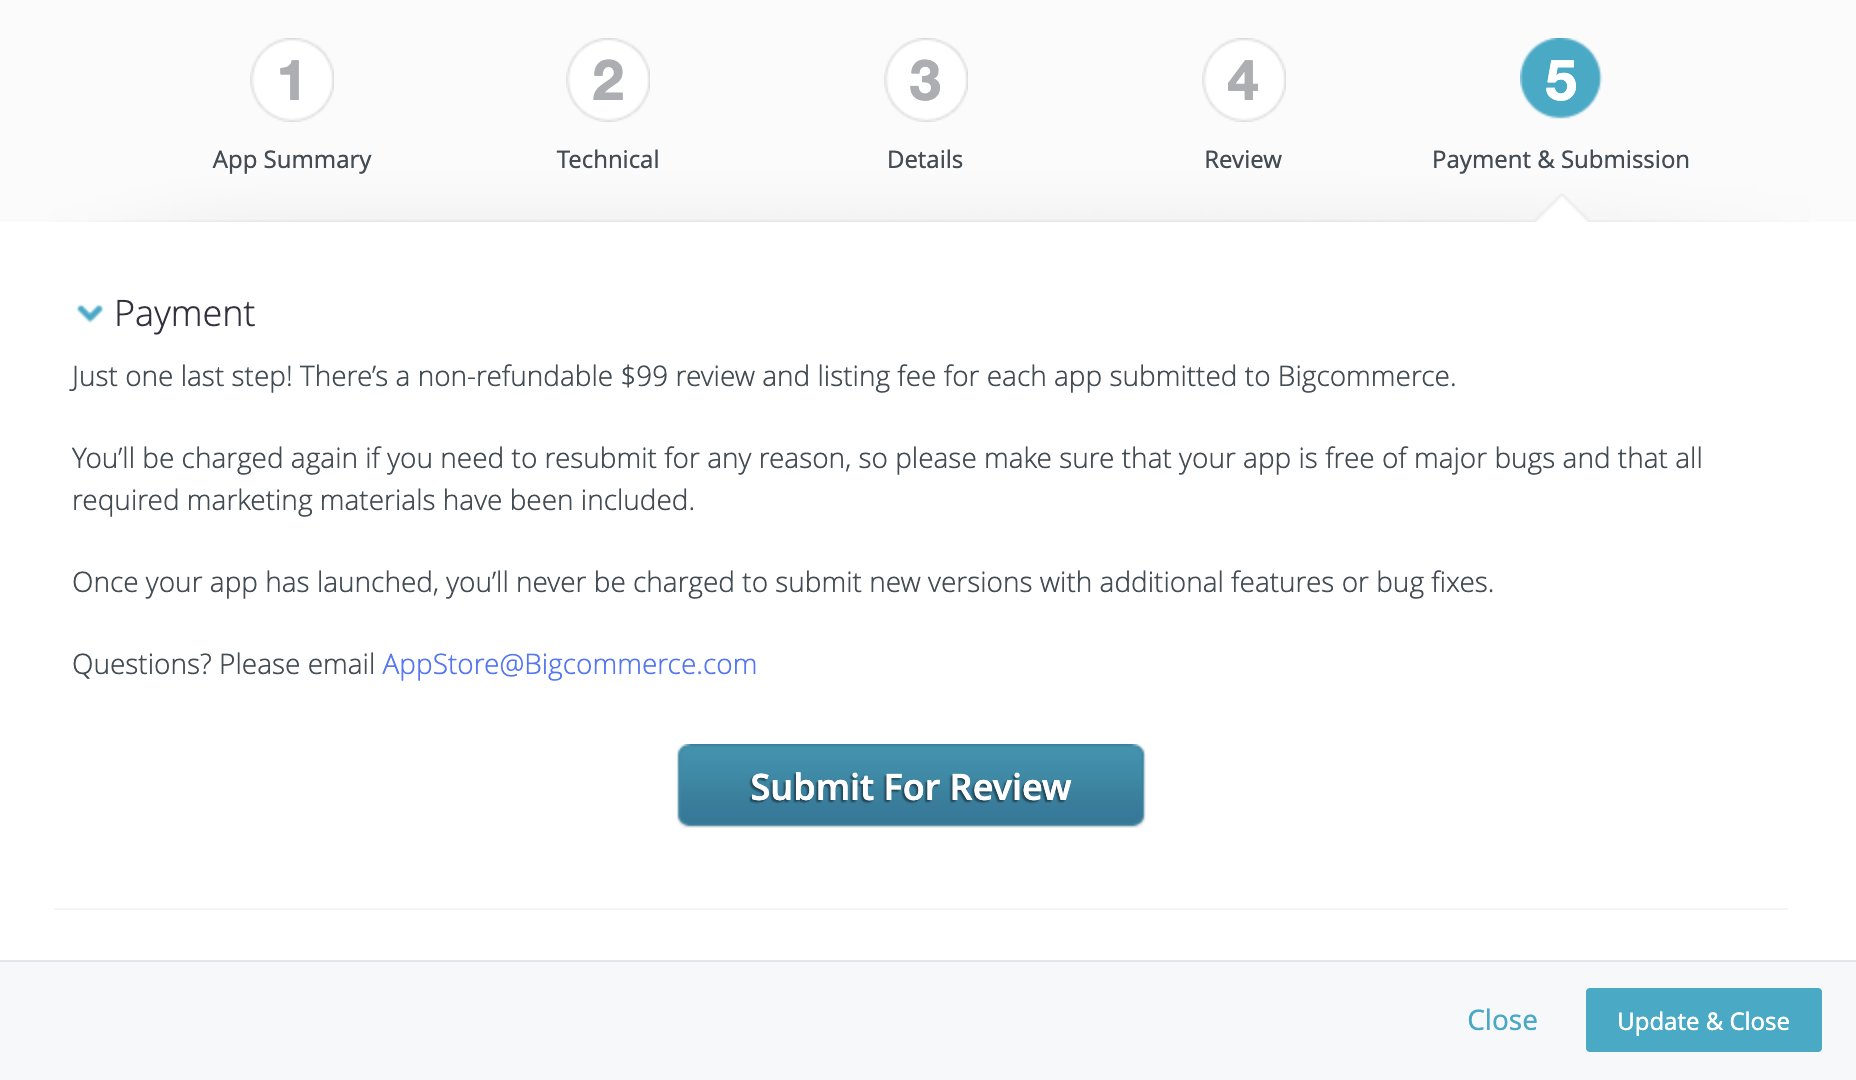 1
2
3
4
5
App Summary
Technical
Details
Review
Payment & Submission
Payment
Just one last step! There’s a non-refundable $99 review and listing fee for each app submitted to Bigcommerce.
You’ll be charged again if you need to resubmit for any reason, so please make sure that your app is free of major bugs and that all
required marketing materials have been included.
Once your app has launched, you’ll never be charged to submit new versions with additional features or bug fixes.
Questions? Please email AppStore@Bigcommerce.com
Submit For Review
Close
Update & Close